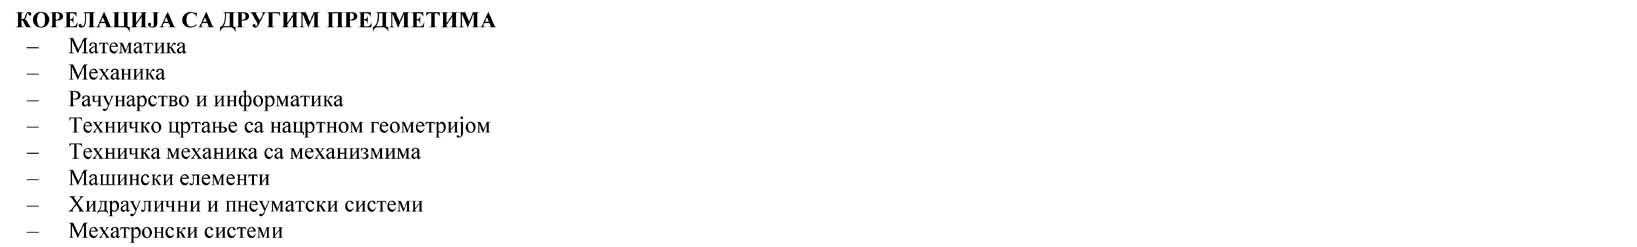 КОРЕЛАЦИЈА СА ДРУГИМ ПРЕДМЕТИМА
– Математика
– Механика
– Рачунарство и информатика
– Техничко цртање са нацртном геометријом
– Техничка механика са механизмима
– Машински елементи
– Хидраулични и пнеуматски системи
– Мехатронски системи